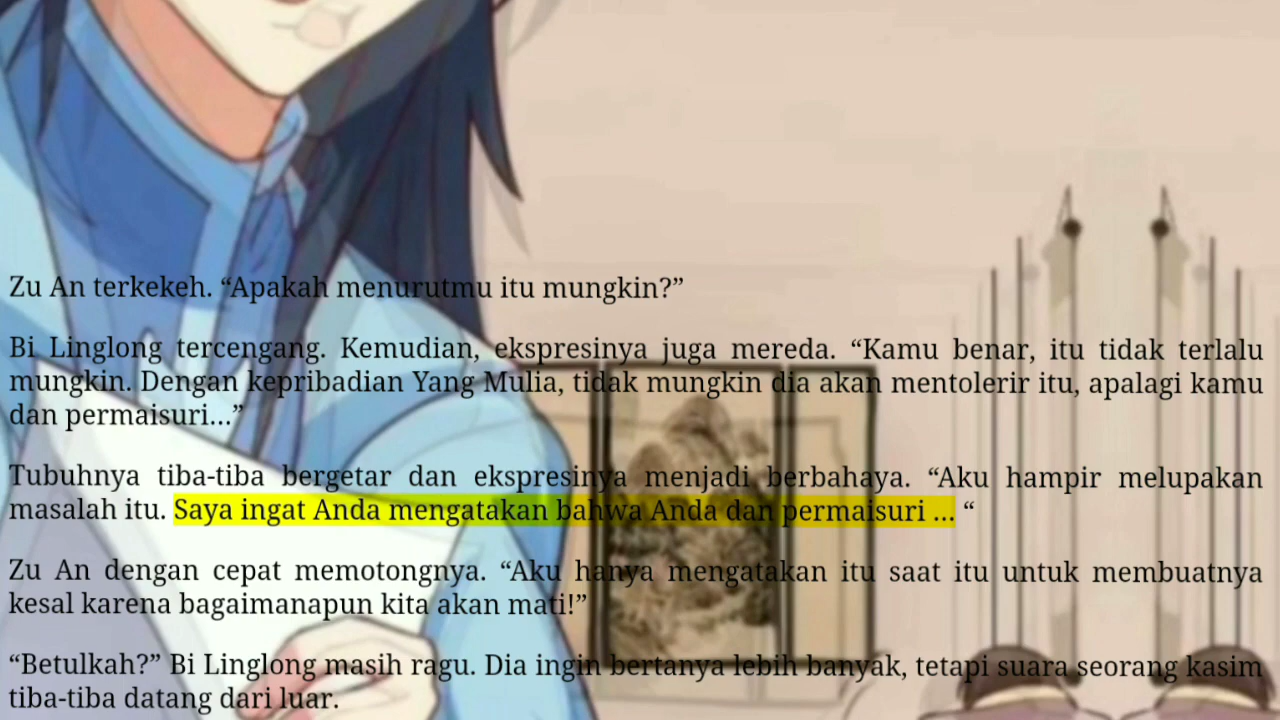 Zu An terkekeh. “Apakah menurutmu itu mungkin?”
Bi Linglong tercengang. Kemudian, ekspresinya juga mereda. “Kamu benar, itu tidak terlalu
mungkin. Dengan kepribadian Yang Mulia, tidak mungkin dia akan mentolerir itu, apalagi kamu
dan permaisuri...”
Tubuhnya tiba-tiba bergetar dan ekspresinya menjadi berbahaya. “Aku hampir melupakan
masalah itu. Saya ingat Anda mengatakan bahwa Anda dan permaisuri ... “
Zu An dengan cepat memotongnya. “Aku hanya mengatakan itu saat itu untuk membuatnya
kesal karena bagaimanapun kita akan mati!”
“Betulkah?” Bi Linglong masih ragu. Dia ingin bertanya lebih banyak, tetapi suara seorang kasim
tiba-tiba datang dari luar.